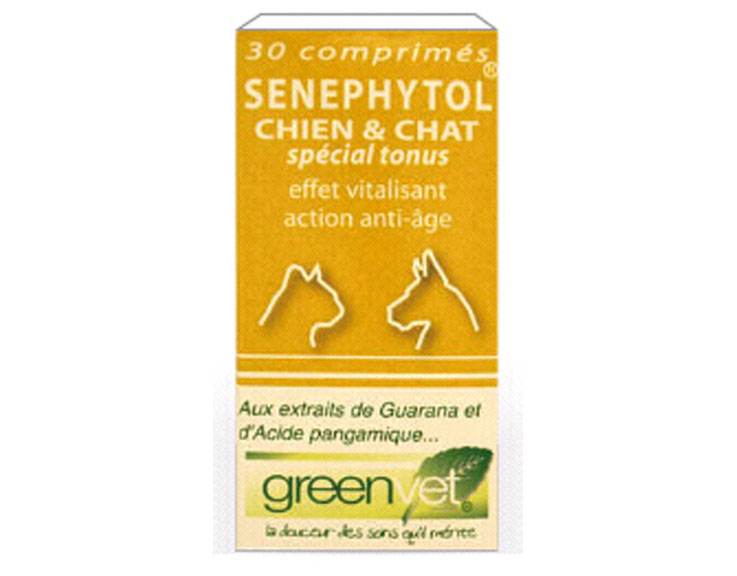 30 comprimés
SENEPHYTOL®
CHIEN & CHAT
spécial tonus
effet vitalisant
action anti-âge
Aux extraits de Guarana et
d'Acide pangamique...
greenvet
la douceur des soins qu'il mérite